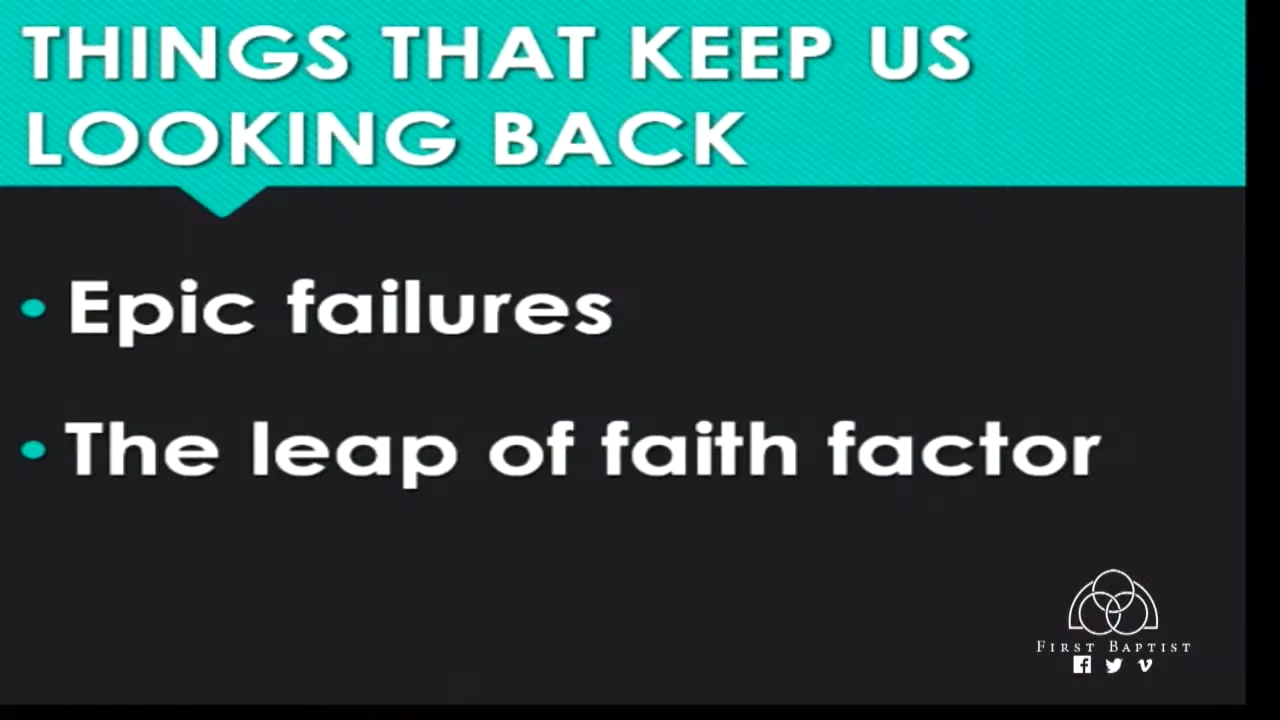 THINGS THAT KEEP US
LOOKING BACK
• Epic failures
• The leap of faith factor
FIRST BAPTIST